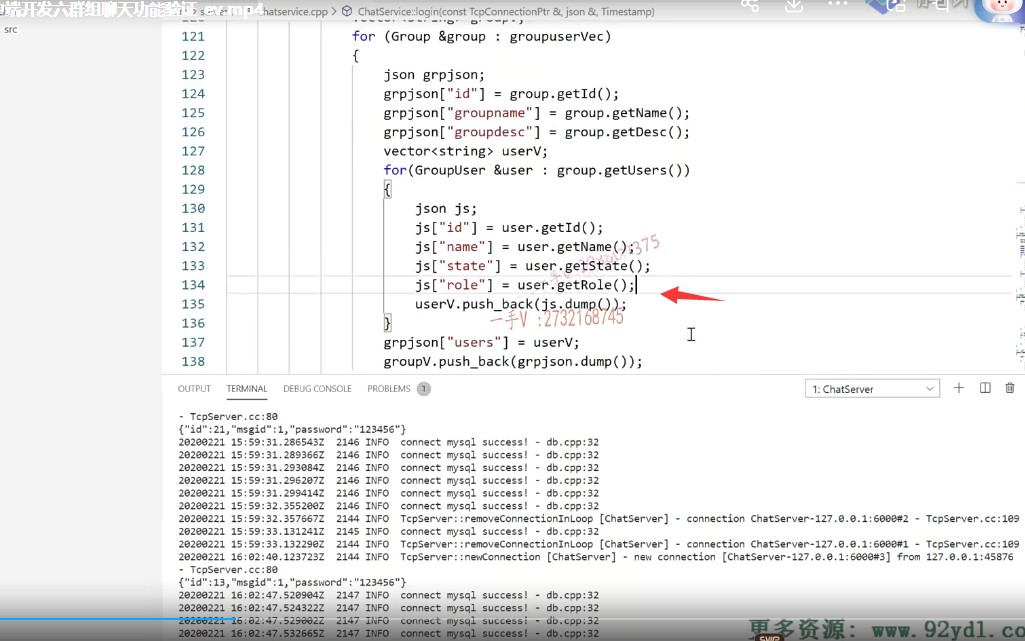 端开发六群组聊天功能验证_ev.mp4
chatservice.cpp > ChatService::login(const TcpConnectionPtr &, json &, Timestamp)
src
121 for (Group &group : groupuserVec)
122 {
123 json grpjson;
124 grpjson["id"] = group.getId();
125 grpjson["groupname"] = group.getName();
126 grpjson["groupdesc"] = group.getDesc();
127 vector<string> userV;
128 for(GroupUser &user : group.getUsers())
129 {
130 json js;
131 js["id"] = user.getId();
132 js["name"] = user.getName();
133 js["state"] = user.getState();
134 js["role"] = user.getRole();
135 userV.push_back(js.dump());
一手V :2732168745
136 }
137 grpjson["users"] = userV;
138 groupV.push_back(grpjson.dump());
OUTPUT TERMINAL DEBUG CONSOLE PROBLEMS 1 1: ChatServer
- TcpServer.cc:80
{"id":21,"msgid":1,"password":"123456"}
20200221 15:59:31.286543Z 2146 INFO connect mysql success! - db.cpp:32
20200221 15:59:31.289366Z 2146 INFO connect mysql success! - db.cpp:32
20200221 15:59:31.293084Z 2146 INFO connect mysql success! - db.cpp:32
20200221 15:59:31.296207Z 2146 INFO connect mysql success! - db.cpp:32
20200221 15:59:31.299414Z 2146 INFO connect mysql success! - db.cpp:32
20200221 15:59:32.355200Z 2146 INFO connect mysql success! - db.cpp:32
20200221 15:59:32.357667Z 2144 INFO TcpServer::removeConnectionInLoop [ChatServer] - connection ChatServer-127.0.0.1:6000#2 - TcpServer.cc:109
20200221 15:59:33.131241Z 2145 INFO connect mysql success! - db.cpp:32
20200221 15:59:33.132290Z 2144 INFO TcpServer::removeConnectionInLoop [ChatServer] - connection ChatServer-127.0.0.1:6000#1 - TcpServer.cc:109
20200221 16:02:40.123723Z 2144 INFO TcpServer::newConnection [ChatServer] - new connection [ChatServer-127.0.0.1:6000#3] from 127.0.0.1:45876
- TcpServer.cc:80
{"id":13,"msgid":1,"password":"123456"}
20200221 16:02:47.520904Z 2147 INFO connect mysql success! - db.cpp:32
20200221 16:02:47.524322Z 2147 INFO connect mysql success! - db.cpp:32
20200221 16:02:47.529002Z 2147 INFO connect mysql success! - db.cpp:32
20200221 16:02:47.532665Z 2147 INFO connect mysql success! - db.cpp:32
更多资源: www.92ydl.co